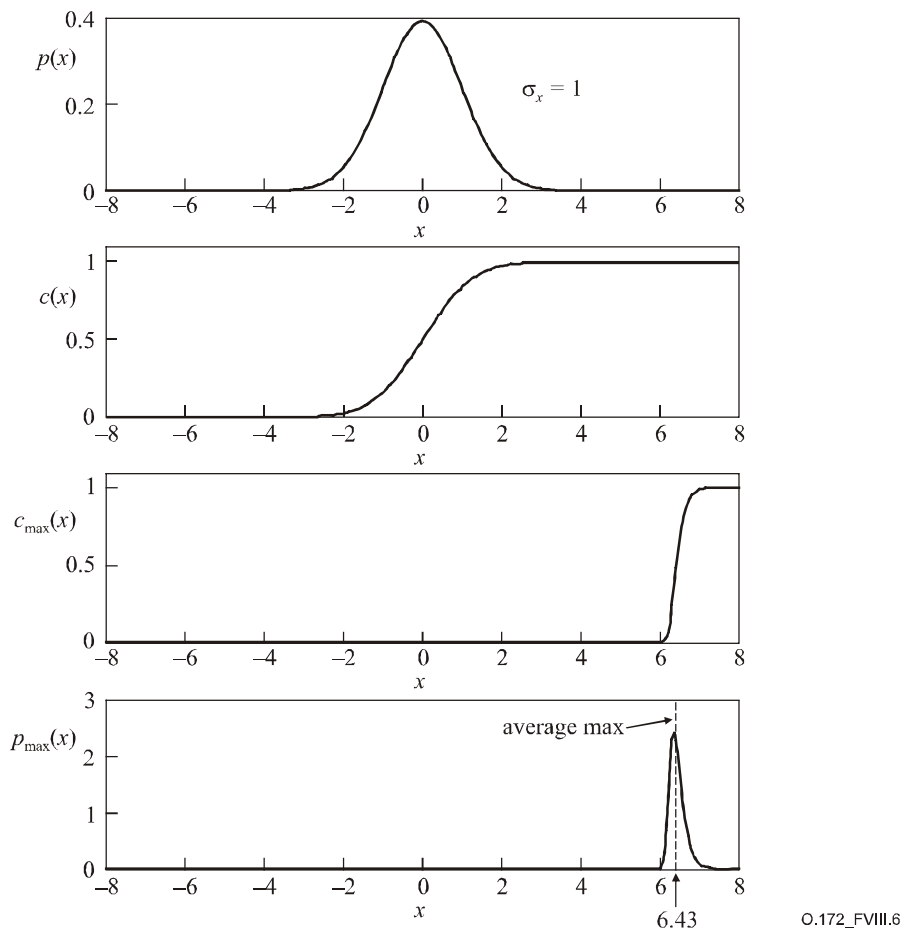 0.4
p(x)
σx = 1
0.2
0
–8 –6 –4 –2 0 2 4 6 8
x
1
c(x)
0.5
0
–8 –6 –4 –2 0 2 4 6 8
x
1
cmax(x)
0.5
0
–8 –6 –4 –2 0 2 4 6 8
x
3
average max
pmax(x)
2
1
0
–8 –6 –4 –2 0 2 4 6 8
x
6.43
O.172_FVIII.6